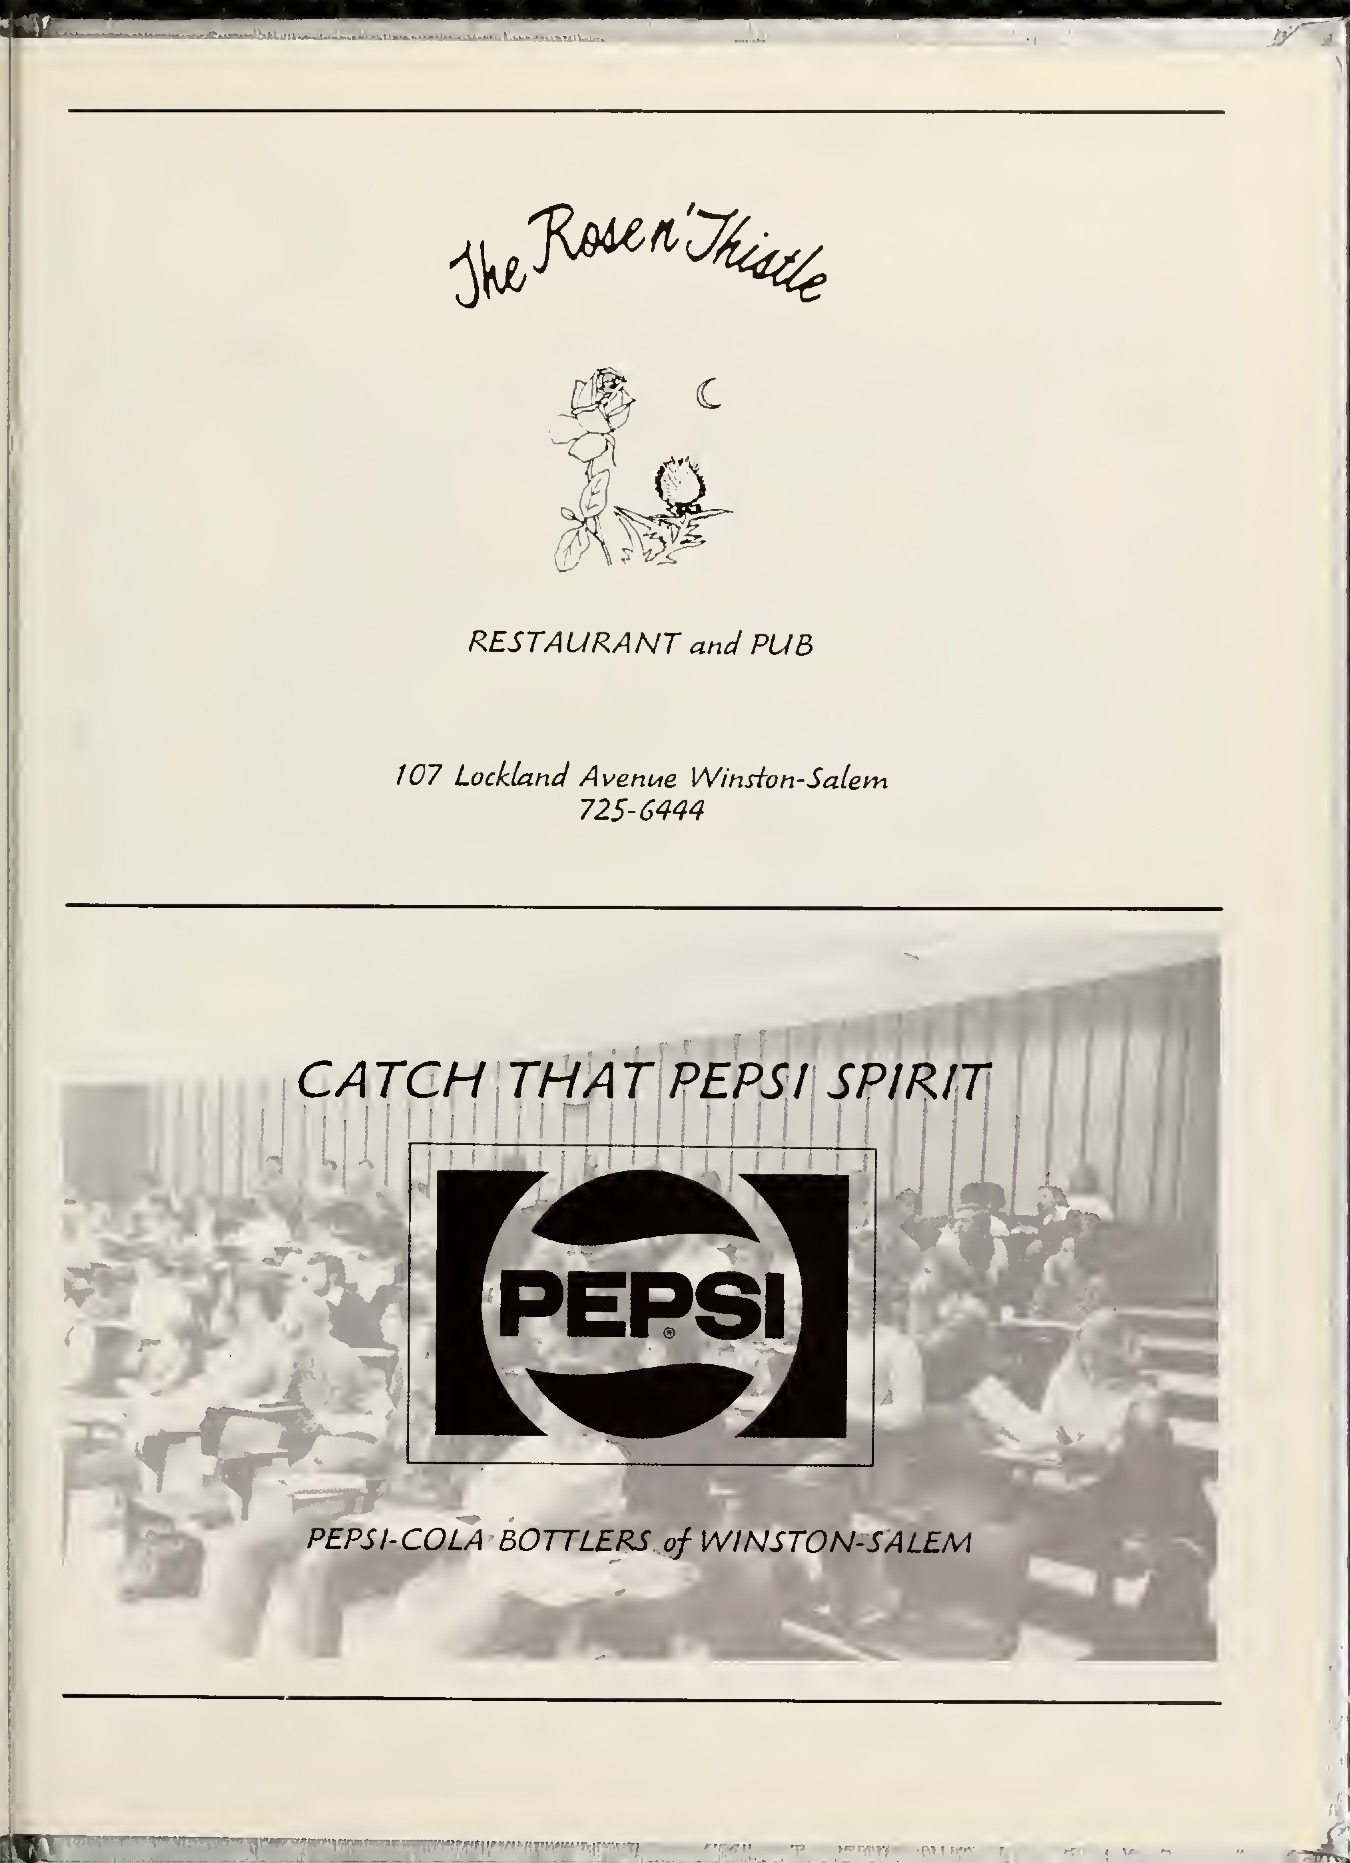 The Rose n' Thistle
RESTAURANT and PUB
107 Lockland Avenue Winston-Salem
725-6444
CATCH THAT PEPSI SPIRIT
PEPSI®
PEPSI-COLA BOTTLERS of WINSTON-SALEM